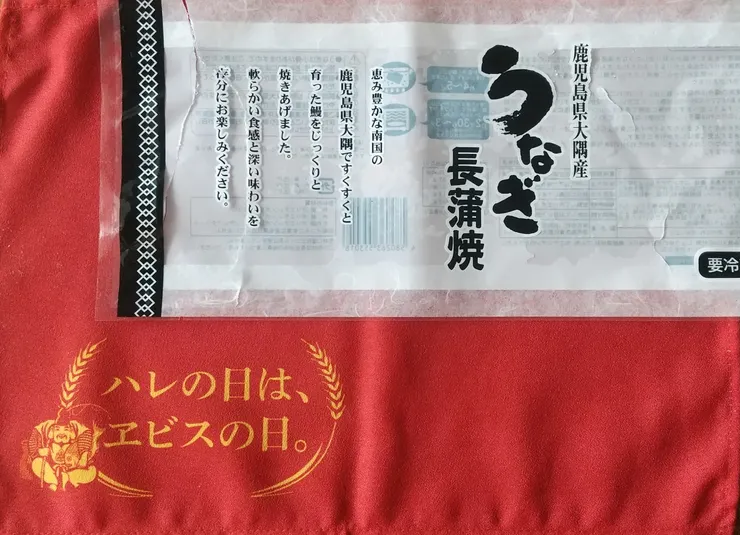 鹿児島県大隅産
うなぎ
長蒲焼
恵み豊かな南国の
鹿児島県大隅ですくすくと
育った鰻をじっくりと
焼きあげました。
軟らかい食感と深い味わいを
存分にお楽しみください。
要冷
ハレの日は、
ヱビスの日。